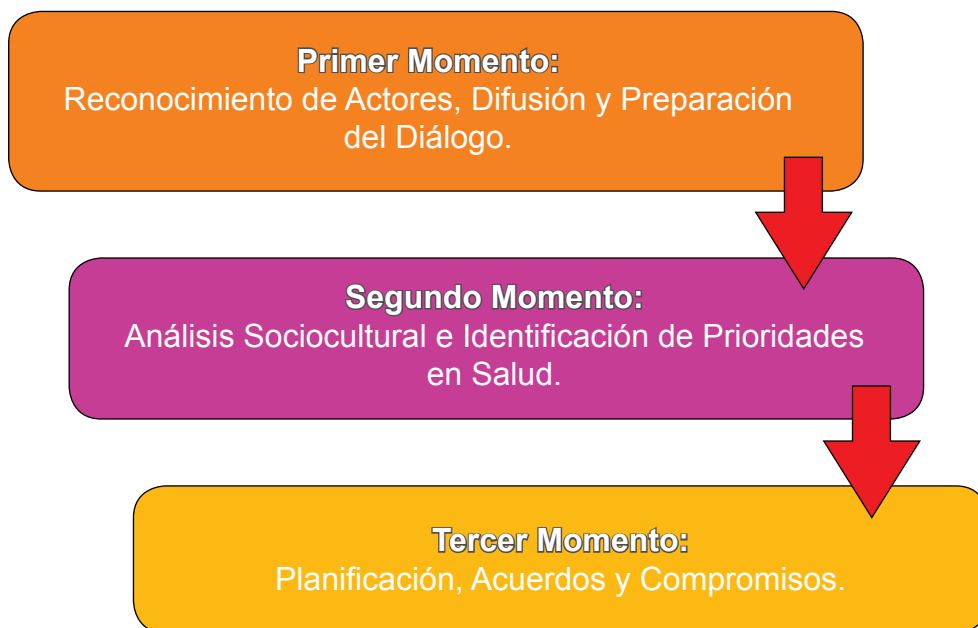 Primer Momento:
Reconocimiento de Actores, Difusión y Preparación
del Diálogo.
Segundo Momento:
Análisis Sociocultural e Identificación de Prioridades
en Salud.
Tercer Momento:
Planificación, Acuerdos y Compromisos.